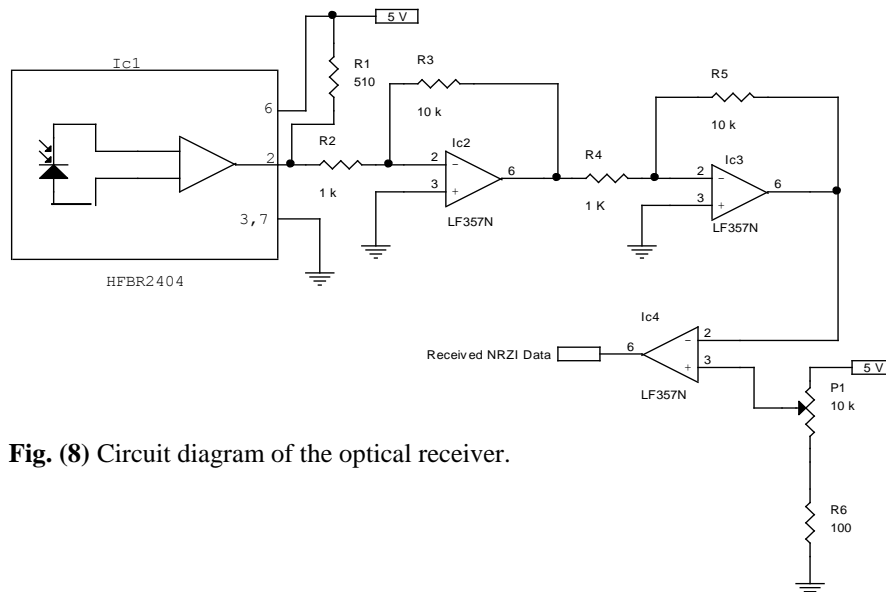 5 V
Ic1
R1
510
R3
10 k
R5
10 k
6
R2
Ic2
R4
Ic3
2
2
6
2
6
1 k
3
1 K
3
3,7
LF357N
LF357N
HFBR2404
Ic4
2
Received NRZI Data
6
3
5 V
LF357N
P1
10 k
Fig. (8) Circuit diagram of the optical receiver.
R6
100